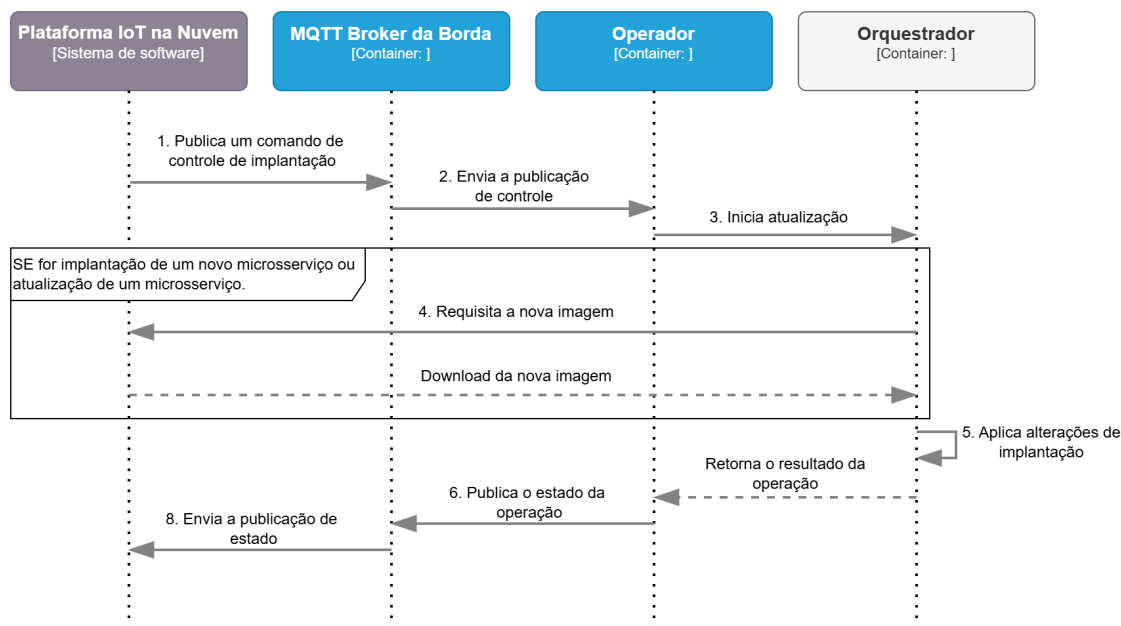 Plataforma IoT na Nuvem
[Sistema de software]
MQTT Broker da Borda
[Container: ]
Operador
[Container: ]
Orquestrador
[Container: ]
1. Publica um comando de
controle de implantação
2. Envia a publicação
de controle
3. Inicia atualização
SE for implantação de um novo microsserviço ou
atualização de um microsserviço.
4. Requisita a nova imagem
Download da nova imagem
5. Aplica alterações de
implantação
Retorna o resultado da
operação
6. Publica o estado da
operação
8. Envia a publicação de
estado